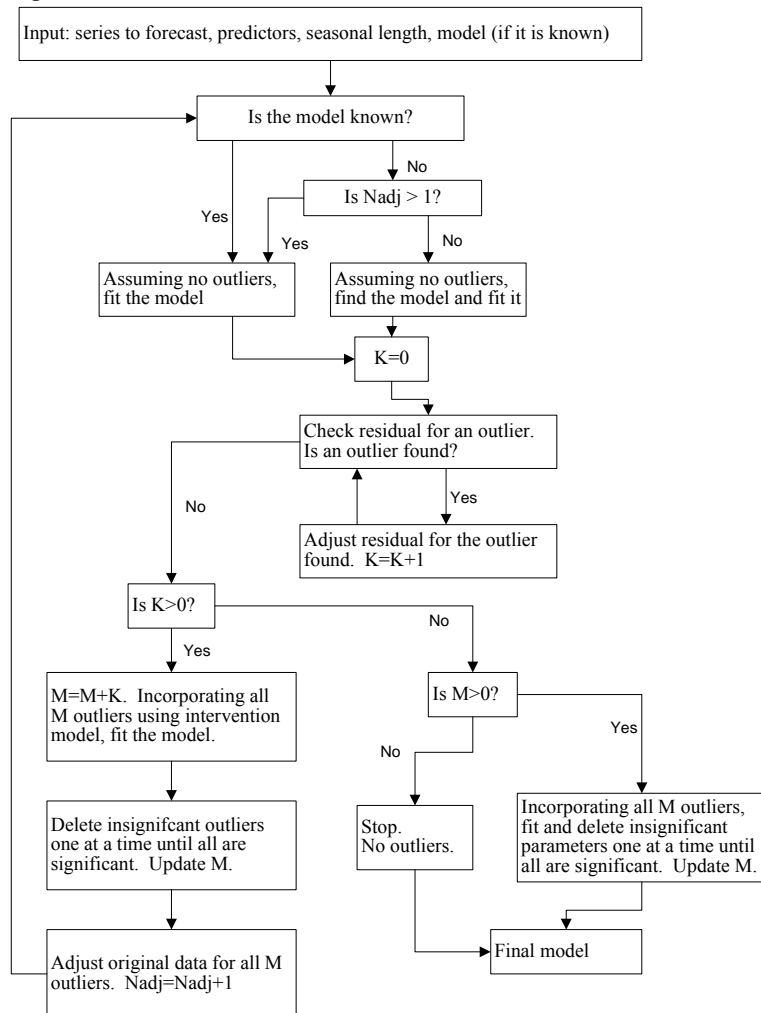 Input: series to forecast, predictors, seasonal length, model (if it is known)
Is the model known?
No
Is Nadj > 1?
Yes
Yes
No
Assuming no outliers,
fit the model
Assuming no outliers,
find the model and fit it
K=0
Check residual for an outlier.
Is an outlier found?
No
Yes
Adjust residual for the outlier
found. K=K+1
Is K>0?
No
Yes
M=M+K. Incorporating all
M outliers using intervention
model, fit the model.
Is M>0?
Yes
No
Delete insignifcant outliers
one at a time until all are
significant. Update M.
Stop.
No outliers.
Incorporating all M outliers,
fit and delete insignificant
parameters one at a time until
all are significant. Update M.
Adjust original data for all M
outliers. Nadj=Nadj+1
Final model